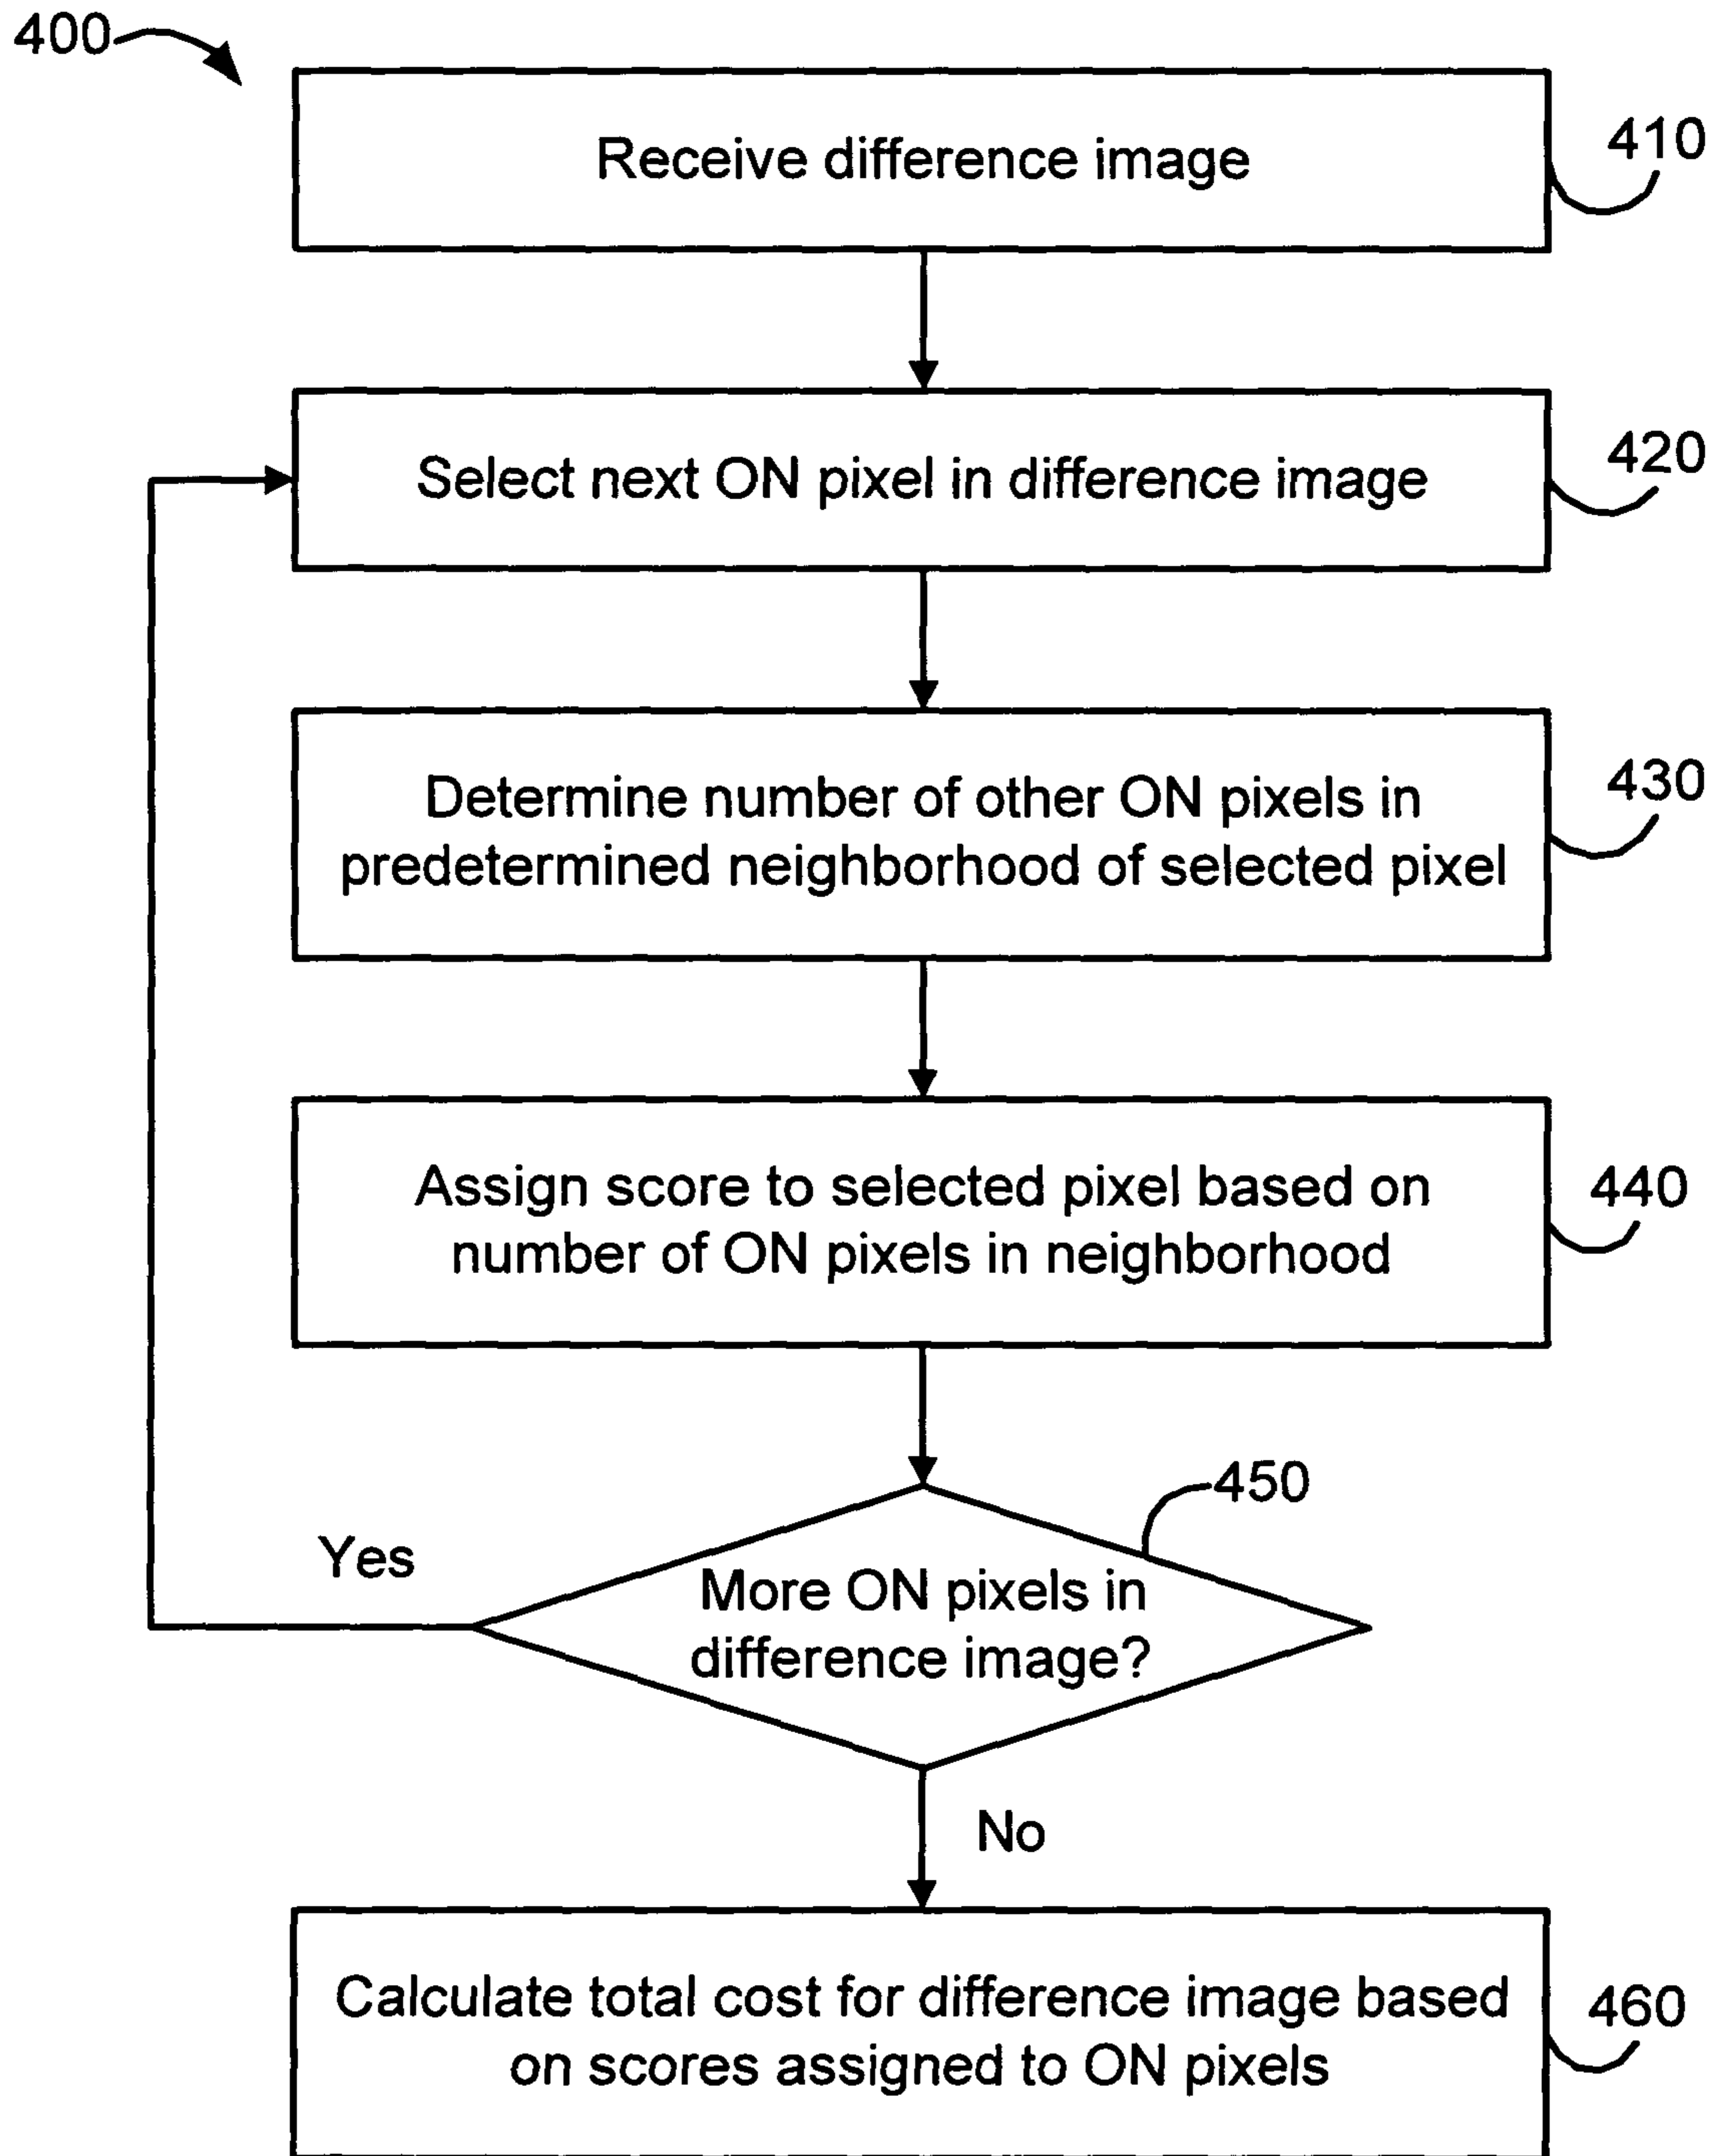 400
Receive difference image
410
Select next ON pixel in difference image
420
Determine number of other ON pixels in
predetermined neighborhood of selected pixel
430
Assign score to selected pixel based on
number of ON pixels in neighborhood
440
450
Yes
More ON pixels in
difference image?
No
Calculate total cost for difference image based
on scores assigned to ON pixels
460